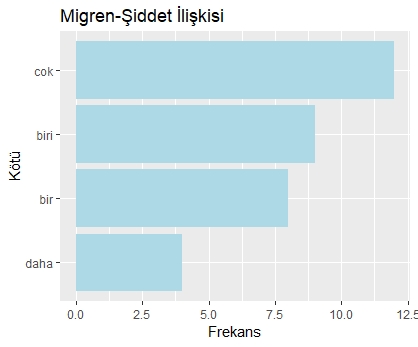 Migren-Şiddet İlişkisi
Kötü
cok
biri
bir
daha
0.0 2.5 5.0 7.5 10.0 12.5
Frekans